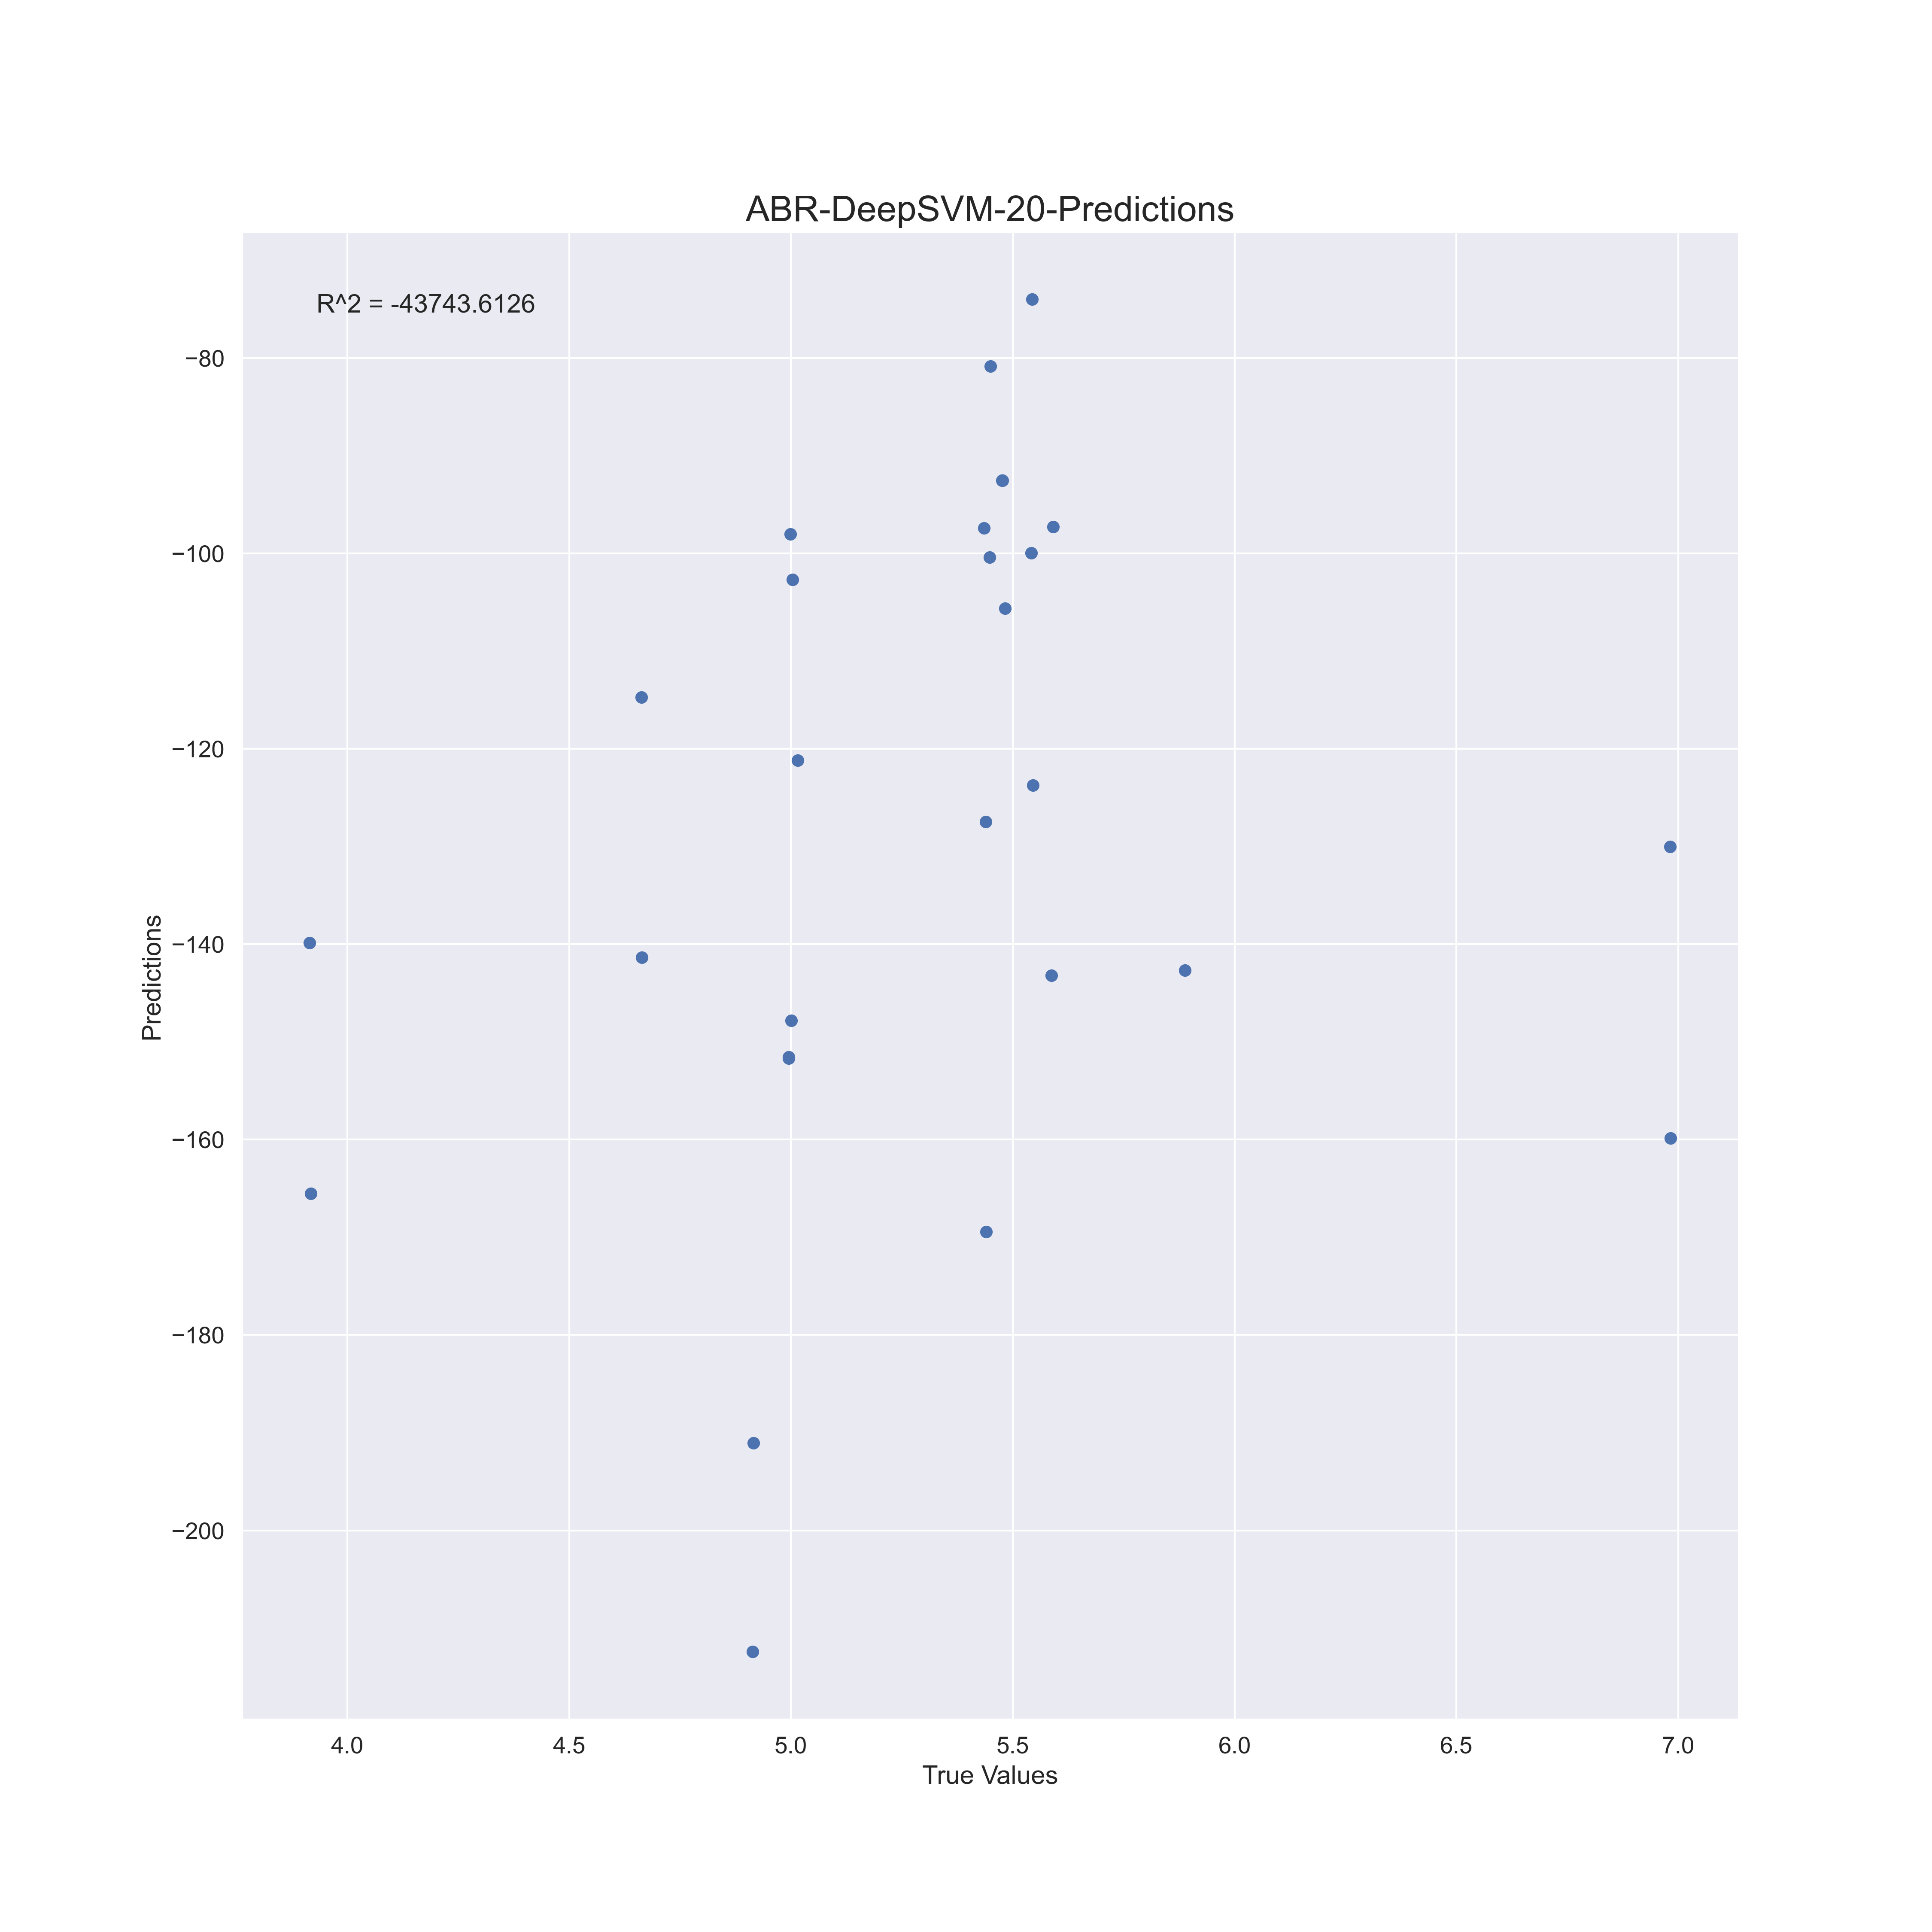 ABR-DeepSVM-20-Predictions
R^2 = -43743.6126
−80
−100
−120
−140
−160
−180
−200
Predictions
4.0 4.5 5.0 5.5 6.0 6.5 7.0
True Values